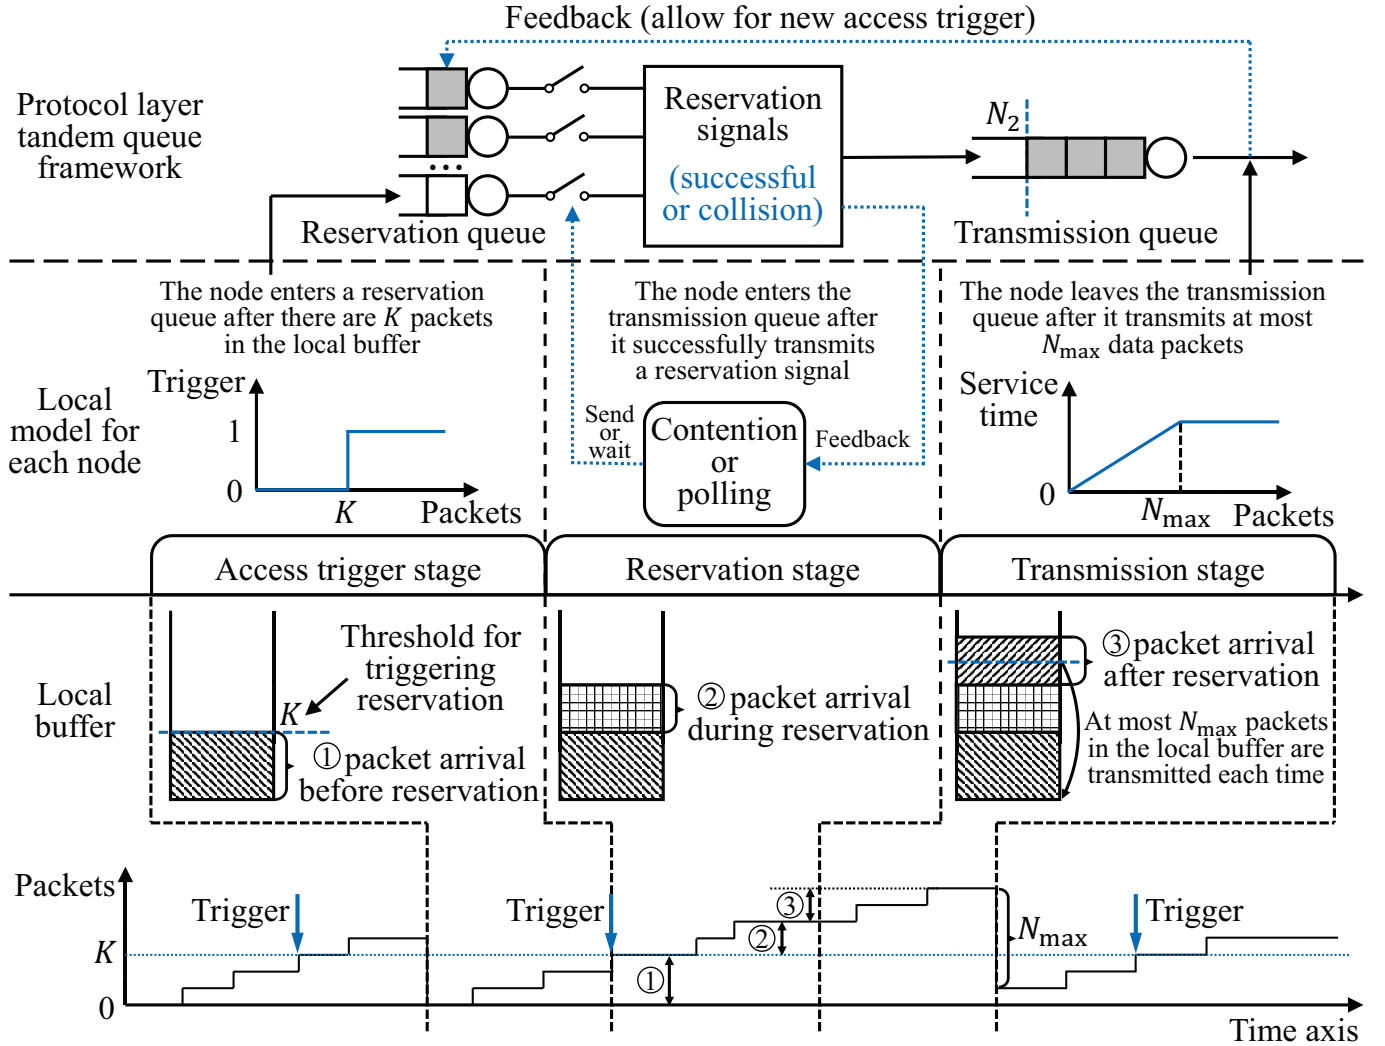 Feedback (allow for new access trigger)
Protocol layer
tandem queue
framework
Reservation
signals
(successful
or collision)
N₂
Reservation queue
Transmission queue
The node enters a reservation
queue after there are K packets
in the local buffer
The node enters the
transmission queue after
it successfully transmits
a reservation signal
The node leaves the transmission
queue after it transmits at most
Nmax data packets
Local
model for
each node
Trigger
1
0
K
Packets
Send
or
wait
Contention
or
polling
Feedback
Service
time
0
Nmax
Packets
Access trigger stage
Reservation stage
Transmission stage
Local
buffer
Threshold for
triggering
reservation
K
① packet arrival
before reservation
② packet arrival
during reservation
③ packet arrival
after reservation
At most Nmax packets
in the local buffer are
transmitted each time
Packets
K
0
Trigger
Trigger
①
②
③
Nmax
Trigger
Time axis